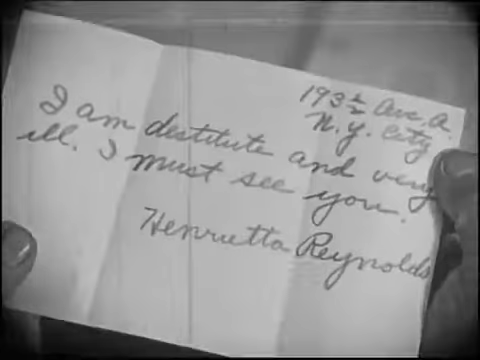 193½ Ave. A.
N.Y. City
I am destitute and very
ill. I must see you.
Henrietta Reynolds